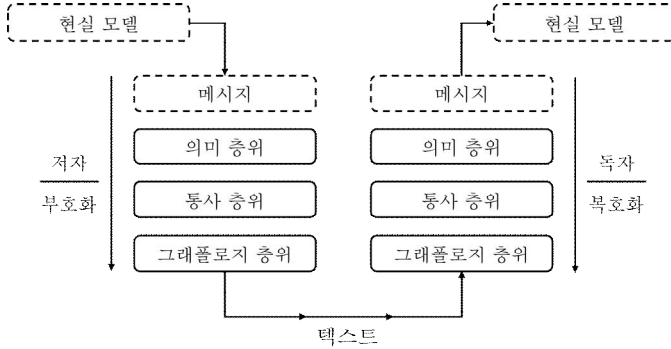 현실 모델
현실 모델
메시지
메시지
의미 층위
의미 층위
저자
부호화
독자
복호화
통사 층위
통사 층위
그래폴로지 층위
그래폴로지 층위
텍스트